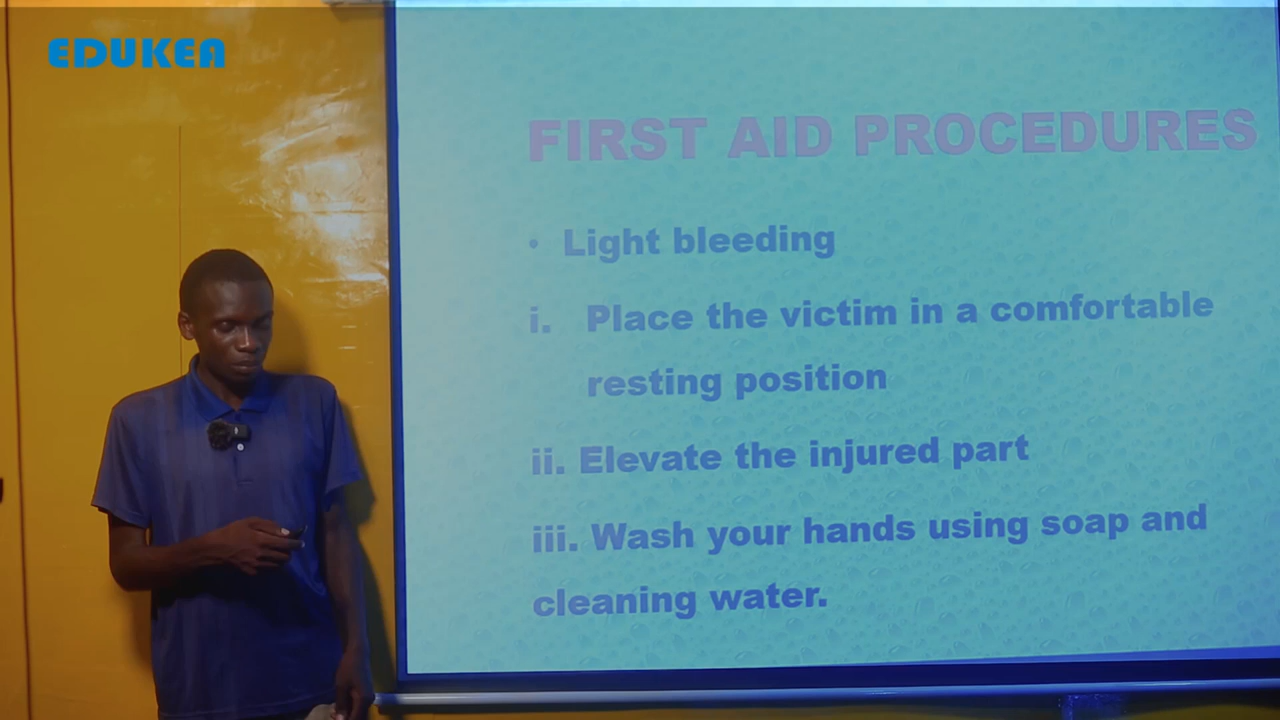 EDUKEA
FIRST AID PROCEDURES
• Light bleeding
i. Place the victim in a comfortable
resting position
ii. Elevate the injured part
iii. Wash your hands using soap and
cleaning water.